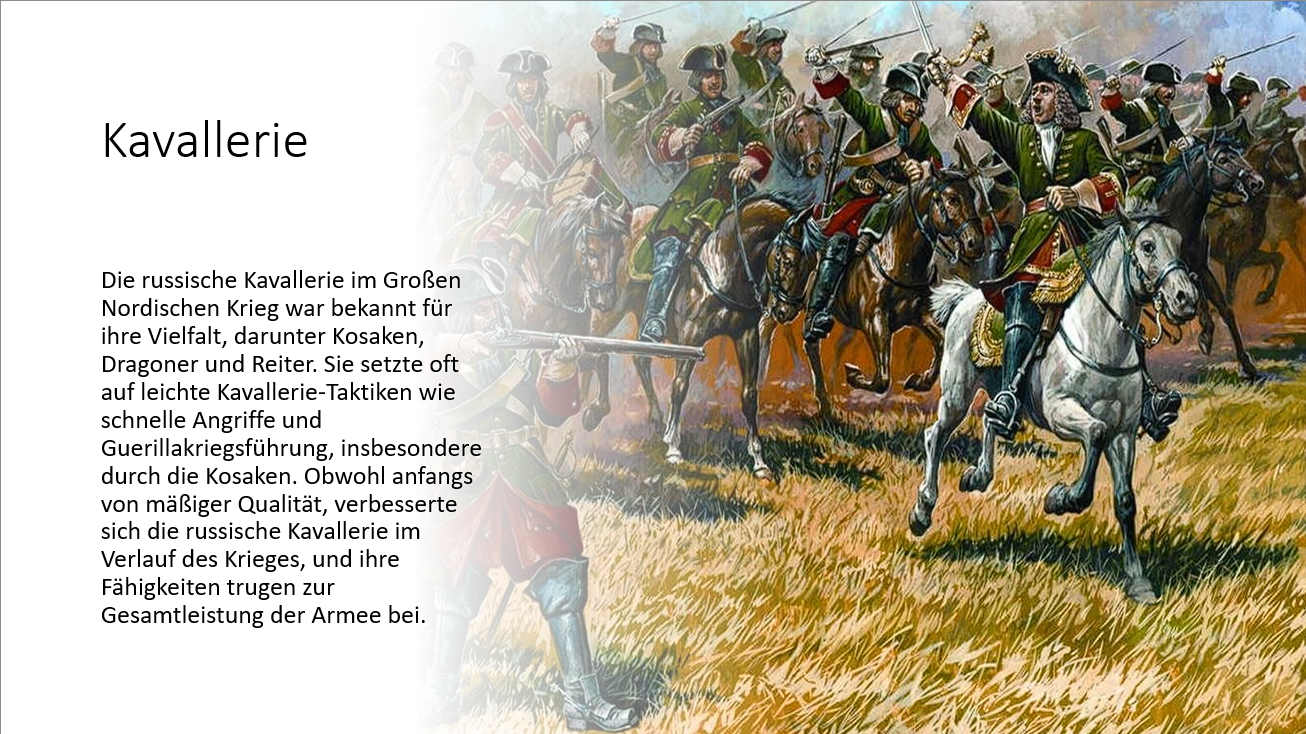 Kavallerie
Die russische Kavallerie im Großen
Nordischen Krieg war bekannt für
ihre Vielfalt, darunter Kosaken,
Dragoner und Reiter. Sie setzte oft
auf leichte Kavallerie-Taktiken wie
schnelle Angriffe und
Guerillakriegsführung, insbesondere
durch die Kosaken. Obwohl anfangs
von mäßiger Qualität, verbesserte
sich die russische Kavallerie im
Verlauf des Krieges, und ihre
Fähigkeiten trugen zur
Gesamtleistung der Armee bei.